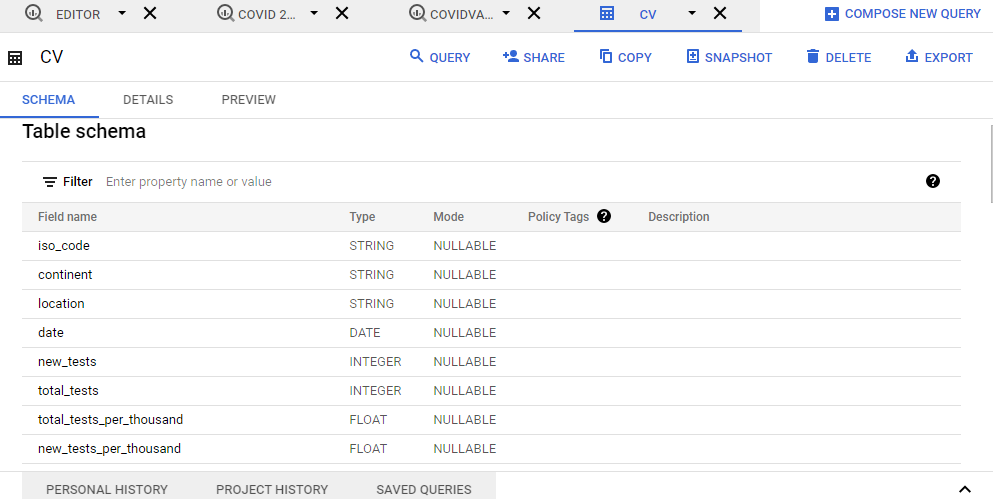 EDITOR COVID 2... COVIDVA... CV COMPOSE NEW QUERY
CV QUERY SHARE COPY SNAPSHOT DELETE EXPORT
SCHEMA DETAILS PREVIEW
Table schema
Filter Enter property name or value
Field name Type Mode Policy Tags Description
iso_code STRING NULLABLE
continent STRING NULLABLE
location STRING NULLABLE
date DATE NULLABLE
new_tests INTEGER NULLABLE
total_tests INTEGER NULLABLE
total_tests_per_thousand FLOAT NULLABLE
new_tests_per_thousand FLOAT NULLABLE
PERSONAL HISTORY PROJECT HISTORY SAVED QUERIES